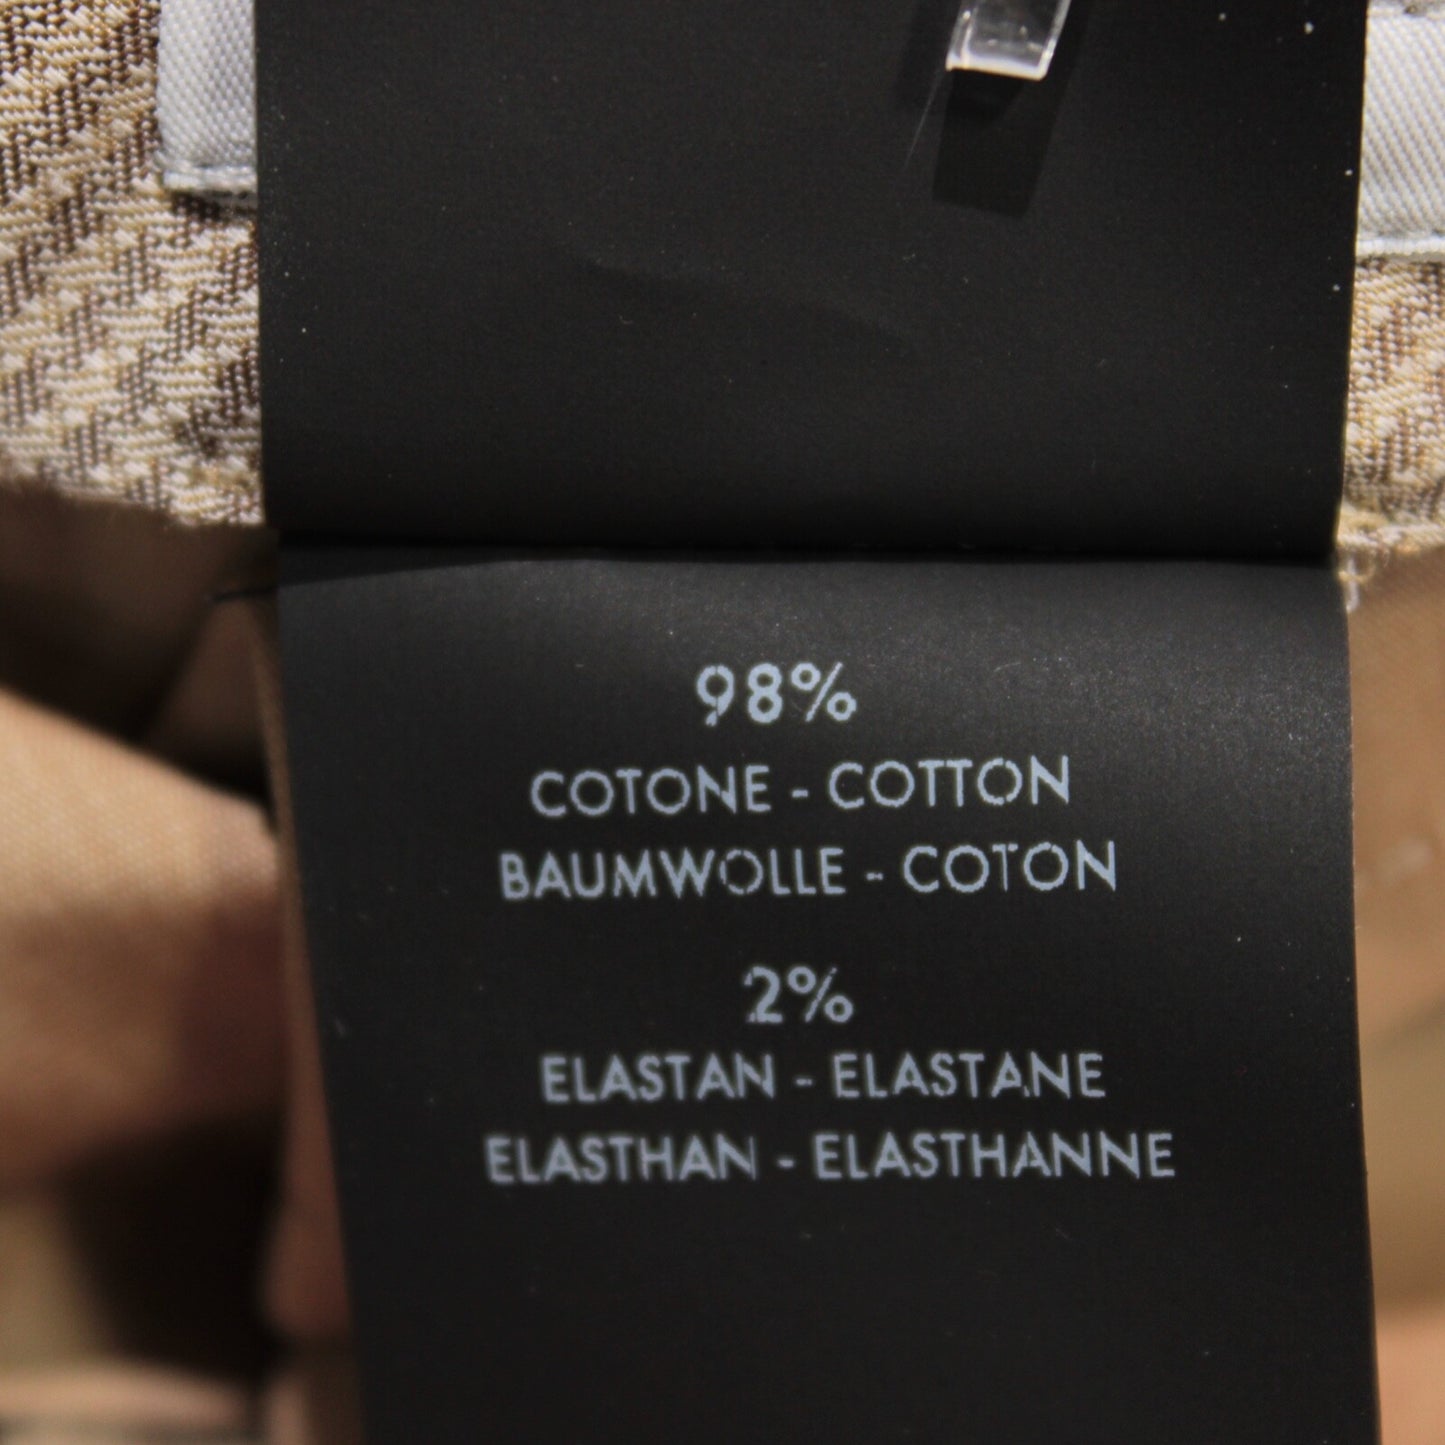 98%
COTONE - COTTON
BAUMWOLLE - COTON
2%
ELASTAN - ELASTANE
ELASTHAN - ELASTHANNE